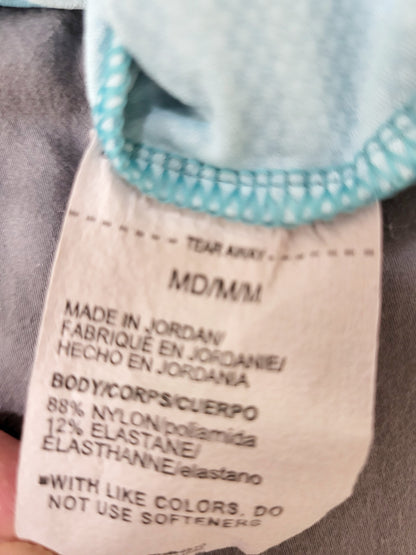 TEAR AWAY
MD/M/M
MADE IN JORDAN/
FABRIQUÉ EN JORDANIE/
HECHO EN JORDANIA
BODY/CORPS/CUERPO
88% NYLON/poliamida
12% ELASTANE/
ELASTHANNE/elastano
■WITH LIKE COLORS. DO
NOT USE SOFTENERS